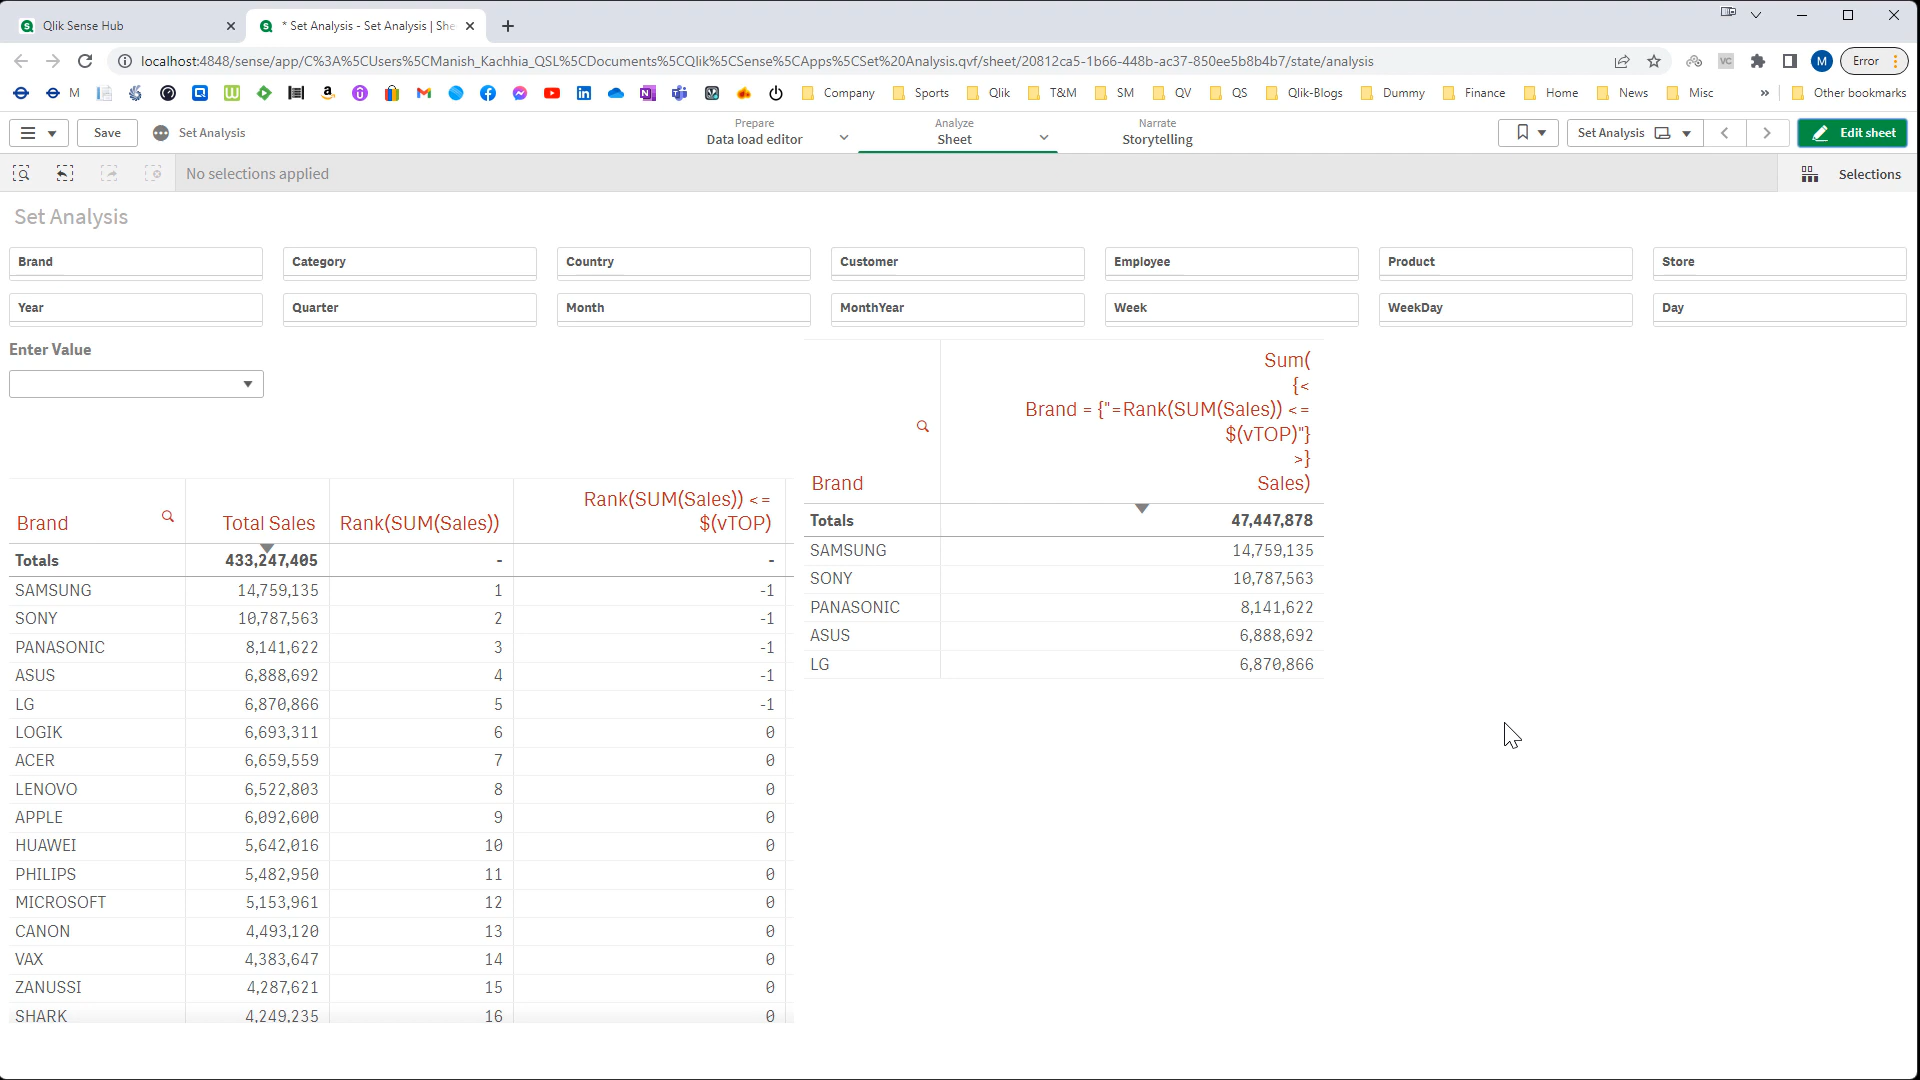 Qlik Sense Hub
* Set Analysis - Set Analysis | She
localhost:4848/sense/app/C%3A%5CUsers%5CManish_Kachhia_QSL%5CDocuments%5CQlik%5CSense%5CApps%5CSet%20Analysis.qvf/sheet/20812ca5-1b66-448b-ac37-850ee5b8b4b7/state/analysis
VC
M
Error
M
Company
Sports
Qlik
T&M
SM
QV
QS
Qlik-Blogs
Dummy
Finance
Home
News
Misc
»
Other bookmarks
Save
Set Analysis
Prepare
Data load editor
Analyze
Sheet
Narrate
Storytelling
Set Analysis
Edit sheet
No selections applied
Selections
Set Analysis
Brand Category Country Customer Employee Product Store
Year Quarter Month MonthYear Week WeekDay Day
Enter Value
Brand Total Sales Rank(SUM(Sales)) Rank(SUM(Sales)) <=
$(vTOP)
Totals 433,247,405 - -
SAMSUNG 14,759,135 1 -1
SONY 10,787,563 2 -1
PANASONIC 8,141,622 3 -1
ASUS 6,888,692 4 -1
LG 6,870,866 5 -1
LOGIK 6,693,311 6 0
ACER 6,659,559 7 0
LENOVO 6,522,803 8 0
APPLE 6,092,600 9 0
HUAWEI 5,642,016 10 0
PHILIPS 5,482,950 11 0
MICROSOFT 5,153,961 12 0
CANON 4,493,120 13 0
VAX 4,383,647 14 0
ZANUSSI 4,287,621 15 0
SHARK 4,249,235 16 0
Sum(
{<
Brand = {"=Rank(SUM(Sales)) <=
$(vTOP)"}
>}
Brand Sales)
Totals 47,447,878
SAMSUNG 14,759,135
SONY 10,787,563
PANASONIC 8,141,622
ASUS 6,888,692
LG 6,870,866